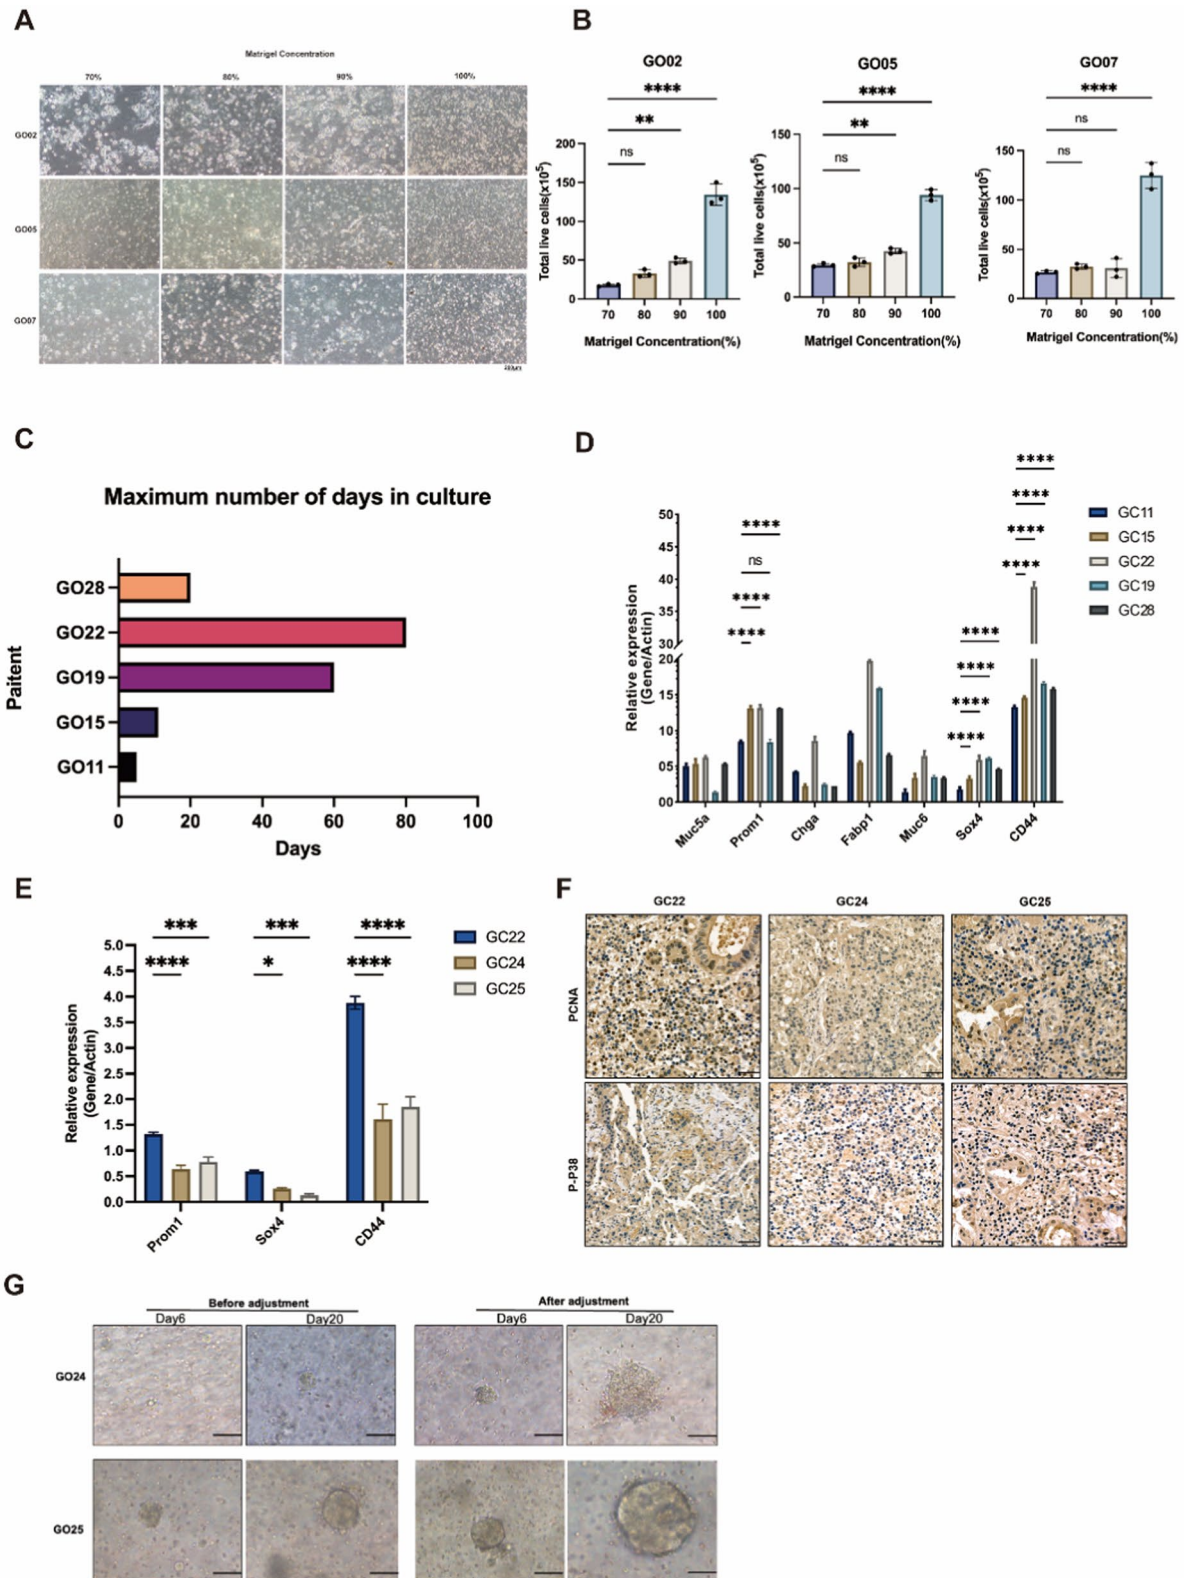 A
Matrigel Concentration
70% 80% 90% 100%
GO02
GO05
GO07
B
GO02
****
**
ns
Total live cells(x10⁵)
200
150
100
50
0
70 80 90 100
Matrigel Concentration(%)
GO05
****
**
ns
Total live cells(x10⁵)
150
100
50
0
70 80 90 100
Matrigel Concentration(%)
GO07
****
ns
ns
Total live cells(x10⁵)
150
100
50
0
70 80 90 100
Matrigel Concentration(%)
C
Maximum number of days in culture
Paitent
GO28
GO22
GO19
GO15
GO11
0 20 40 60 80 100
Days
D
Relative expression
(Gene/Actin)
50
45
40
35
30
20
15
10
05
00
****
ns
****
****
****
****
****
****
****
****
****
****
Muc5a Prom1 Chga Fabp1 Muc6 Sox4 CD44
GC11
GC15
GC22
GC19
GC28
E
Relative expression
(Gene/Actin)
5.0
4.5
4.0
3.5
3.0
2.5
2.0
1.5
1.0
0.5
0.0
*** *** ****
**** * ****
Prom1 Sox4 CD44
GC22
GC24
GC25
F
GC22 GC24 GC25
PCNA
P-P38
G
Before adjustment After adjustment
Day6 Day20 Day6 Day20
GO24
GO25